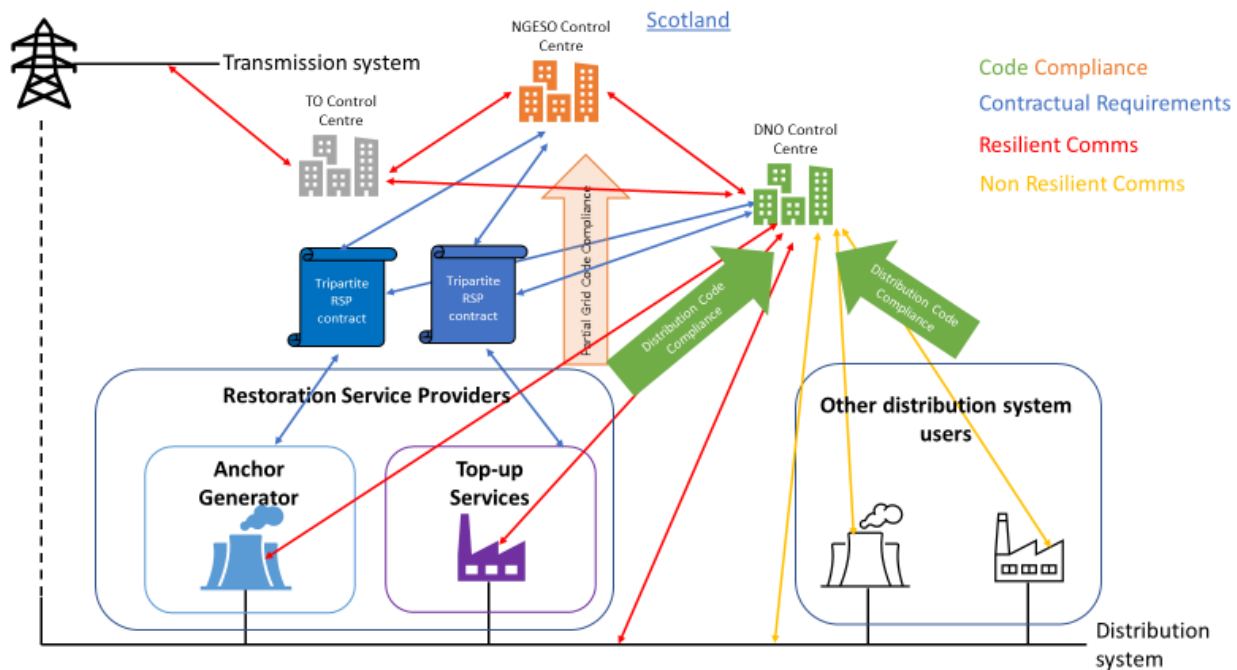 Scotland
NGESO Control
Centre
Transmission system
TO Control
Centre
DNO Control
Centre
Code Compliance
Contractual Requirements
Resilient Comms
Non Resilient Comms
Tripartite
RSP
contract
Tripartite
RSP
contract
Partial Grid Code Compliance
Distribution Code
Compliance
Distribution Code
Compliance
Restoration Service Providers
Anchor
Generator
Top-up
Services
Other distribution system
users
Distribution
system